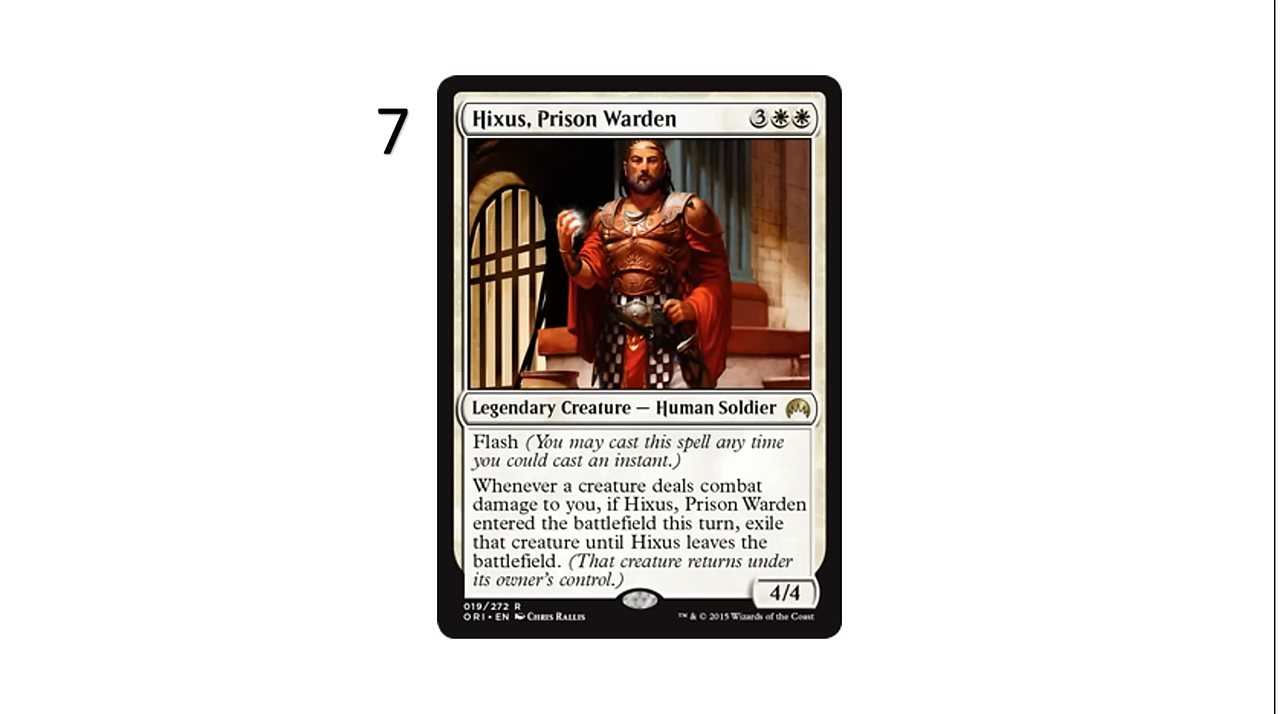 7
Hixus, Prison Warden 3
Legendary Creature — Human Soldier
Flash (You may cast this spell any time
you could cast an instant.)
Whenever a creature deals combat
damage to you, if Hixus, Prison Warden
entered the battlefield this turn, exile
that creature until Hixus leaves the
battlefield. (That creature returns under
its owner's control.)
4/4
019/272 R
ORI • EN Chris Rallis
™ & © 2015 Wizards of the Coast